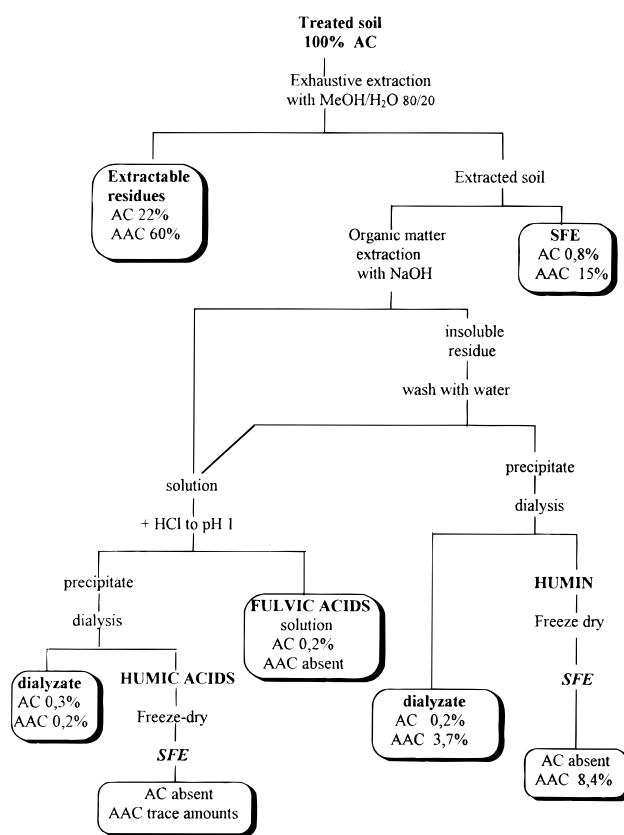 Treated soil
100% AC
Exhaustive extraction
with MeOH/H₂O 80/20
Extractable
residues
AC 22%
AAC 60%
Extracted soil
Organic matter
extraction
with NaOH
SFE
AC 0,8%
AAC 15%
insoluble
residue
wash with water
solution
+ HCl to pH 1
precipitate
dialysis
precipitate
dialysis
FULVIC ACIDS
solution
AC 0,2%
AAC absent
HUMIN
Freeze dry
SFE
dialyzate
AC 0,3%
AAC 0,2%
HUMIC ACIDS
Freeze-dry
SFE
dialyzate
AC 0,2%
AAC 3,7%
AC absent
AAC 8,4%
AC absent
AAC trace amounts